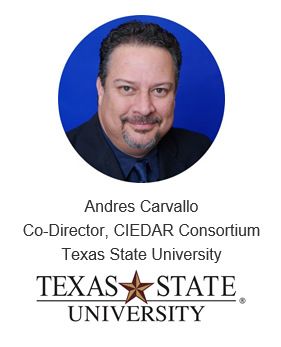 Andres Carvallo
Co-Director, CIEDAR Consortium
Texas State University
TEXAS STATE
UNIVERSITY
®